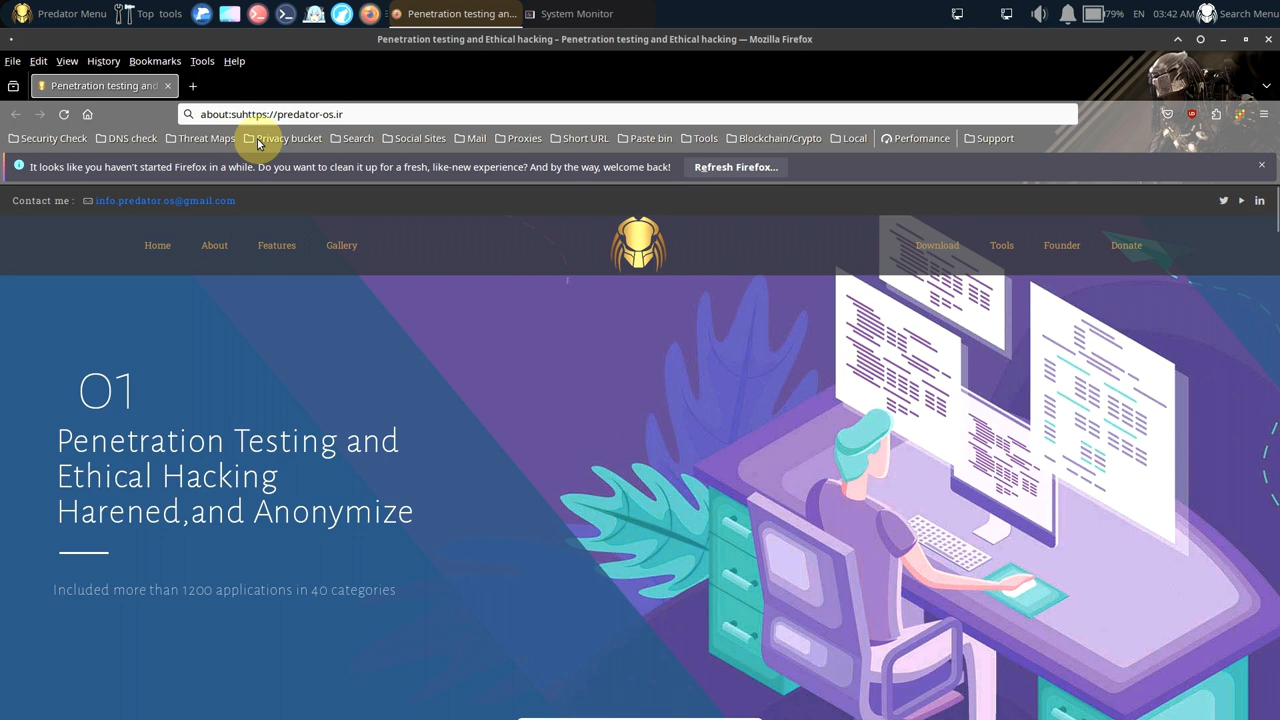 Predator Menu
Top tools
Penetration testing an...
System Monitor
79%
EN
03:42 AM
Search Menu
Penetration testing and Ethical hacking – Penetration testing and Ethical hacking — Mozilla Firefox
File Edit View History Bookmarks Tools Help
Penetration testing and
about:suhttps://predator-os.ir
Security Check
DNS check
Threat Maps
Privacy bucket
Search
Social Sites
Mail
Proxies
Short URL
Paste bin
Tools
Blockchain/Crypto
Local
Perfomance
Support
It looks like you haven't started Firefox in a while. Do you want to clean it up for a fresh, like-new experience? And by the way, welcome back!
Refresh Firefox...
Contact me : info.predator.os@gmail.com
Home
About
Features
Gallery
Download
Tools
Founder
Donate
01
Penetration Testing and
Ethical Hacking
Harened,and Anonymize
Included more than 1200 applications in 40 categories